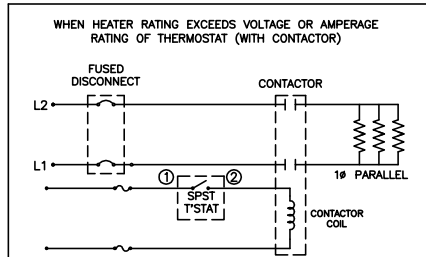 WHEN HEATER RATING EXCEEDS VOLTAGE OR AMPERAGE
RATING OF THERMOSTAT (WITH CONTACTOR)
FUSED
DISCONNECT
CONTACTOR
L2
L1
1ø PARALLEL
① ②
SPST
T'STAT
CONTACTOR
COIL